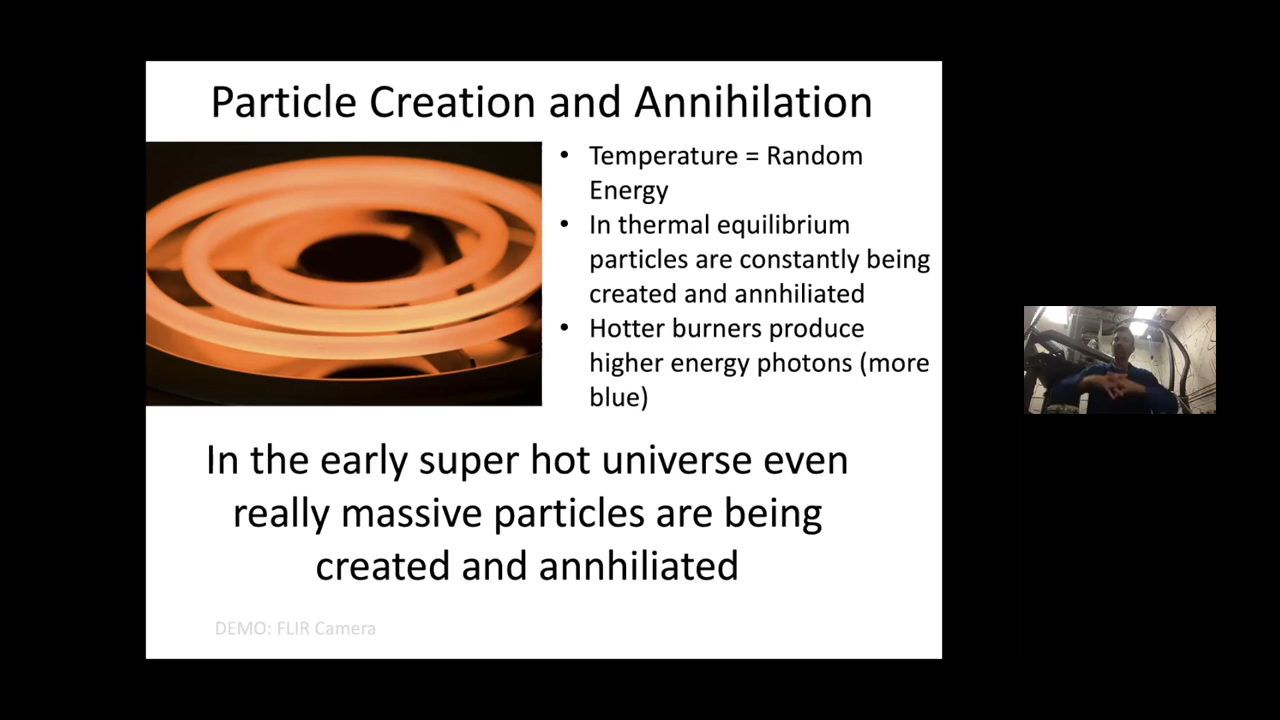 Particle Creation and Annihilation
• Temperature = Random
Energy
• In thermal equilibrium
particles are constantly being
created and annhiliated
• Hotter burners produce
higher energy photons (more
blue)
In the early super hot universe even
really massive particles are being
created and annhiliated
DEMO: FLIR Camera